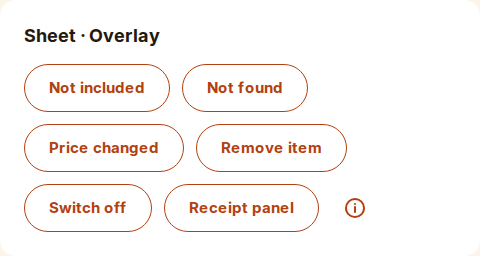 Sheet · Overlay
Not included Not found
Price changed Remove item
Switch off Receipt panel